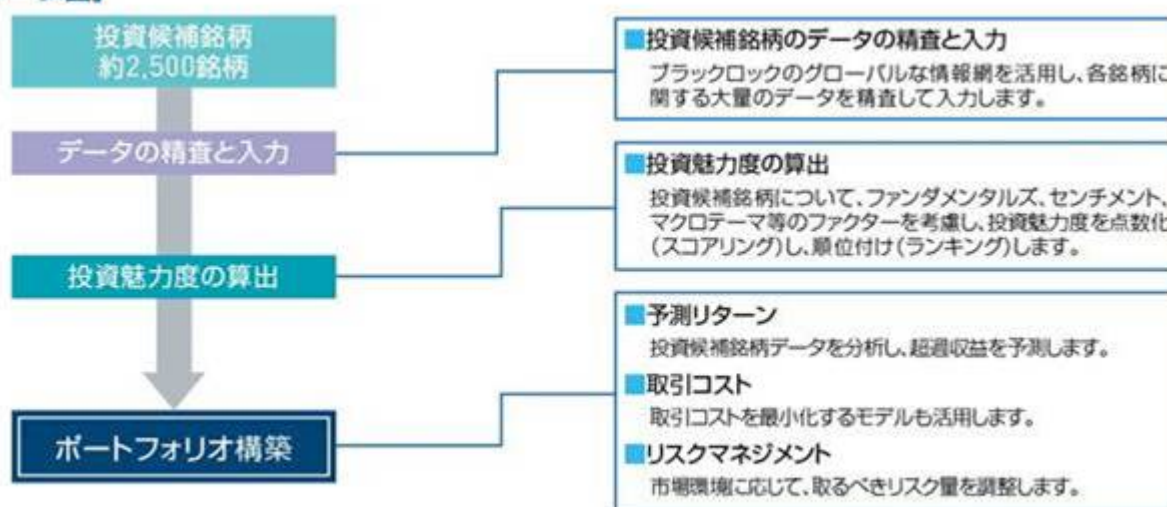 投資候補銘柄
約2,500銘柄
データの精査と入力
投資魅力度の算出
ポートフォリオ構築
■投資候補銘柄のデータの精査と入力
ブラックロックのグローバルな情報網を活用し、各銘柄に
関する大量のデータを精査して入力します。
■投資魅力度の算出
投資候補銘柄について、ファンダメンタルズ、センチメント、
マクロテーマ等のファクターを考慮し、投資魅力度を点数化
(スコアリング)し、順位付け(ランキング)します。
■予測リターン
投資候補銘柄データを分析し、超過収益を予測します。
■取引コスト
取引コストを最小化するモデルも活用します。
■リスクマネジメント
市場環境に応じて、取るべきリスク量を調整します。